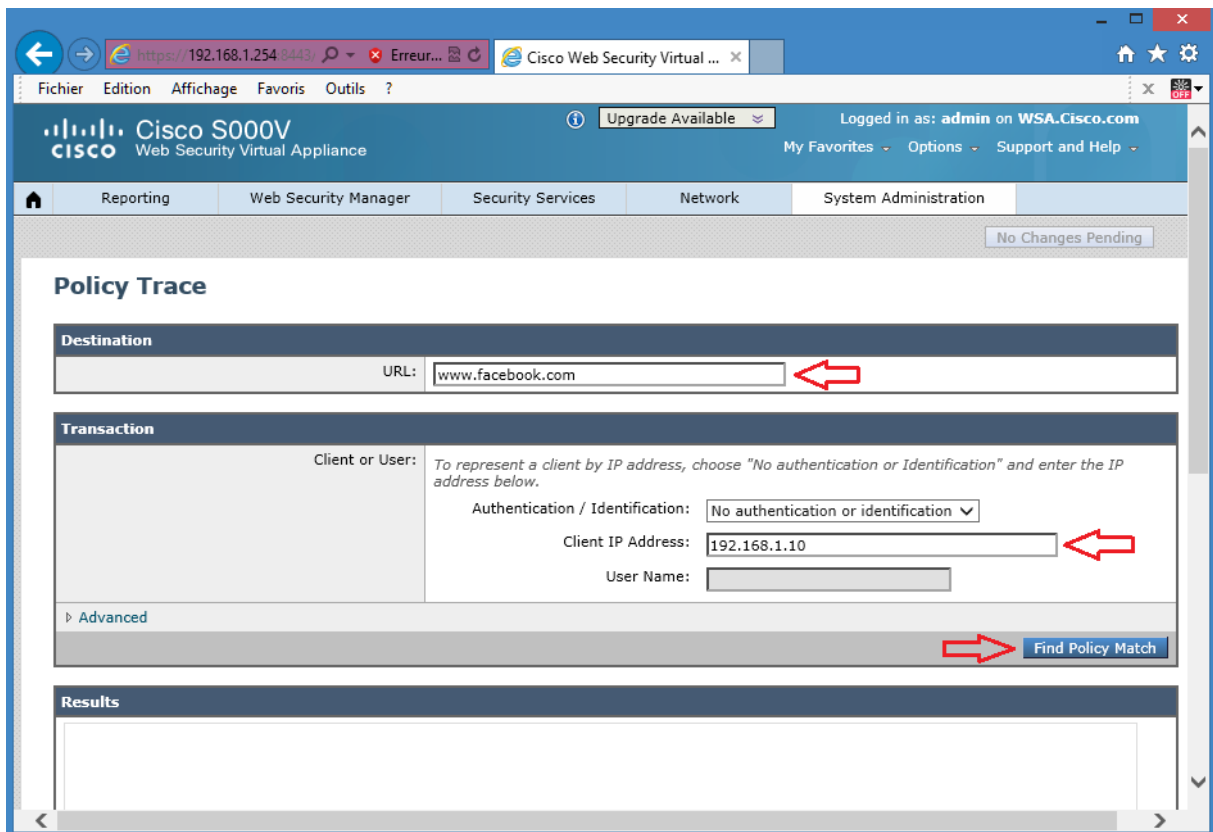 https://192.168.1.254:8443/ Erreur... Cisco Web Security Virtual ...
Fichier Edition Affichage Favoris Outils ?
OFF
CISCO Cisco S000V
Web Security Virtual Appliance
Upgrade Available
Logged in as: admin on WSA.Cisco.com
My Favorites Options Support and Help
Reporting Web Security Manager Security Services Network System Administration
No Changes Pending
Policy Trace
Destination
URL: www.facebook.com
Transaction
Client or User: To represent a client by IP address, choose "No authentication or Identification" and enter the IP
address below.
Authentication / Identification: No authentication or identification
Client IP Address: 192.168.1.10
User Name:
Advanced
Find Policy Match
Results